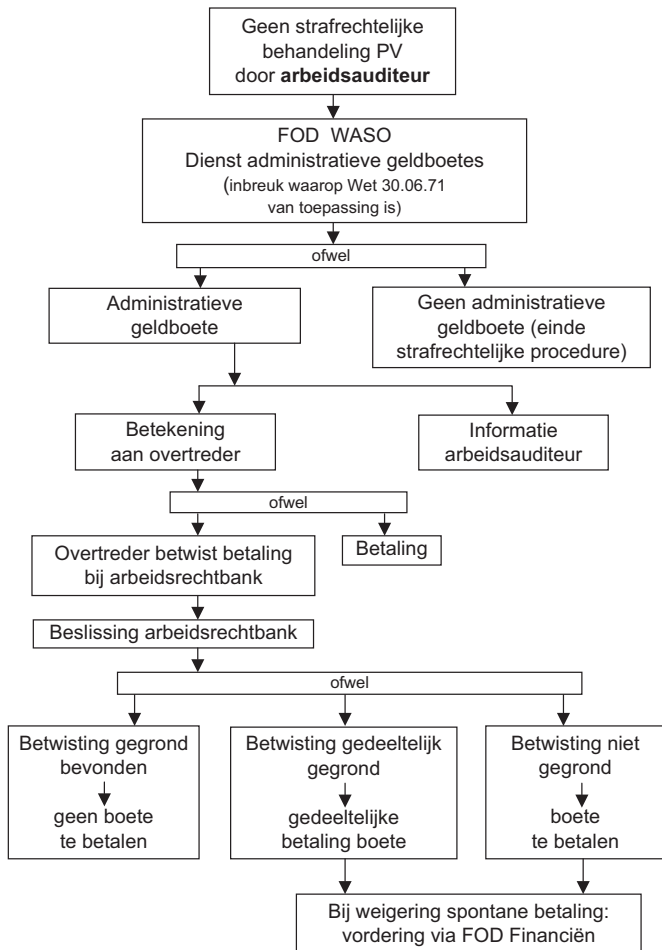 Geen strafrechtelijke
behandeling PV
door arbeidsauditeur
FOD WASO
Dienst administratieve geldboetes
(inbreuk waarop Wet 30.06.71
van toepassing is)
ofwel
Administratieve
geldboete
Geen administratieve
geldboete (einde
strafrechtelijke procedure)
Betekening
aan overtreder
Informatie
arbeidsauditeur
ofwel
Overtreder betwist betaling
bij arbeidsrechtbank
Betaling
Beslissing arbeidsrechtbank
ofwel
Betwisting gegrond
bevonden
geen boete
te betalen
Betwisting gedeeltelijk
gegrond
gedeeltelijke
betaling boete
Betwisting niet
gegrond
boete
te betalen
Bij weigering spontane betaling:
vordering via FOD Financiën